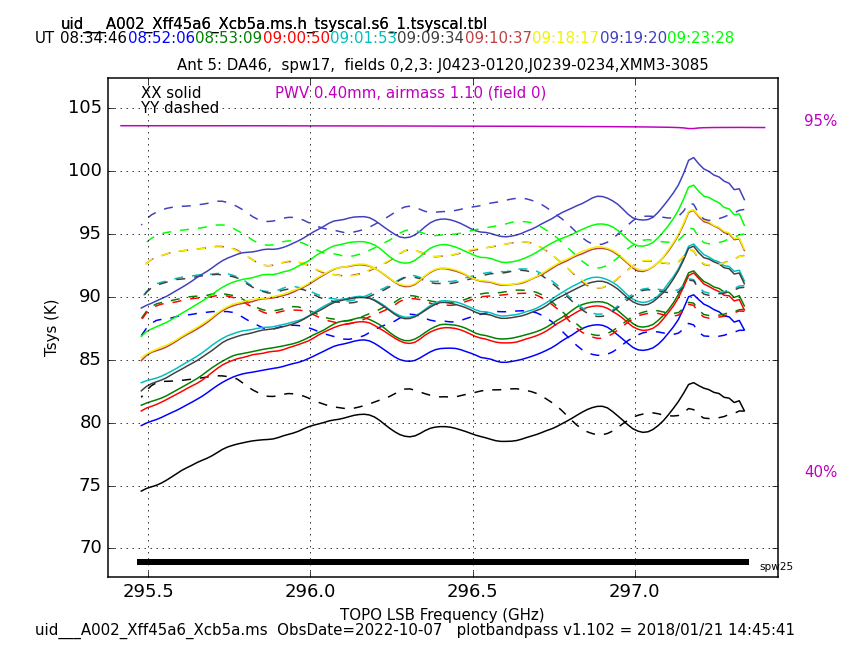 uid___A002_Xff45a6_Xcb5a.ms.h_tsyscal.s6_1.tsyscal.tbl
UT 08:34:46 08:52:06 08:53:09 09:00:50 09:01:53 09:09:34 09:10:37 09:18:17 09:19:20 09:23:28
Ant 5: DA46,  spw17,  fields 0,2,3: J0423-0120,J0239-0234,XMM3-3085
XX solid
PWV 0.40mm, airmass 1.10 (field 0)
YY dashed
105
95%
100
95
90
Tsys (K)
85
80
75
40%
70
spw25
295.5 296.0 296.5 297.0
TOPO LSB Frequency (GHz)
uid___A002_Xff45a6_Xcb5a.ms  ObsDate=2022-10-07   plotbandpass v1.102 = 2018/01/21 14:45:41